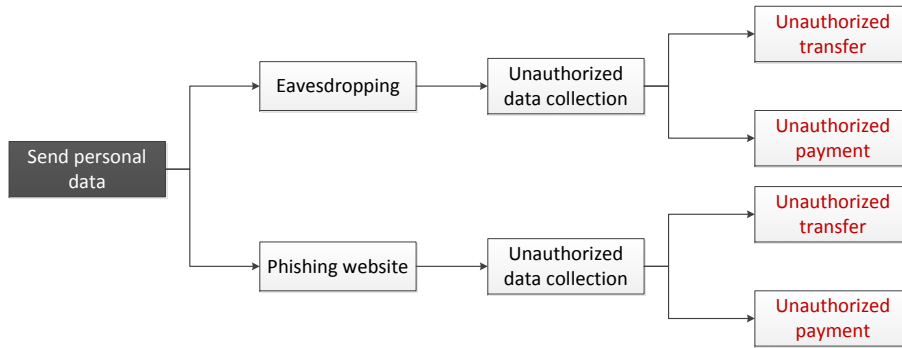 Unauthorized
transfer
Eavesdropping
Unauthorized
data collection
Unauthorized
payment
Send personal
data
Unauthorized
transfer
Phishing website
Unauthorized
data collection
Unauthorized
payment